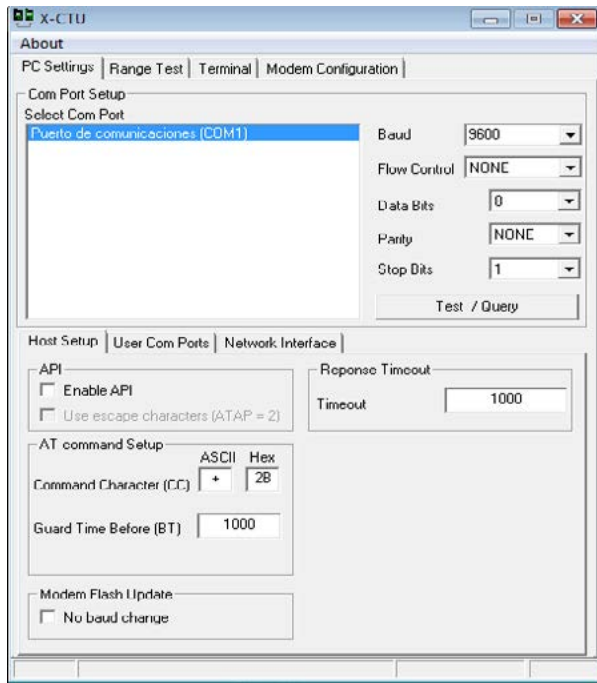 X-CTU
About
PC Settings Range Test Terminal Modem Configuration
Com Port Setup
Select Com Port
Puerto de comunicaciones (COM1)
Baud 9600
Flow Control NONE
Data Bits 8
Parity NONE
Stop Bits 1
Test / Query
Host Setup User Com Ports Network Interface
API
Enable API
Use escape characters (ATAP = 2)
Reponse Timeout
Timeout 1000
AT command Setup
ASCII Hex
Command Character (CC) + 2B
Guard Time Before (BT) 1000
Modem Flash Update
No baud change